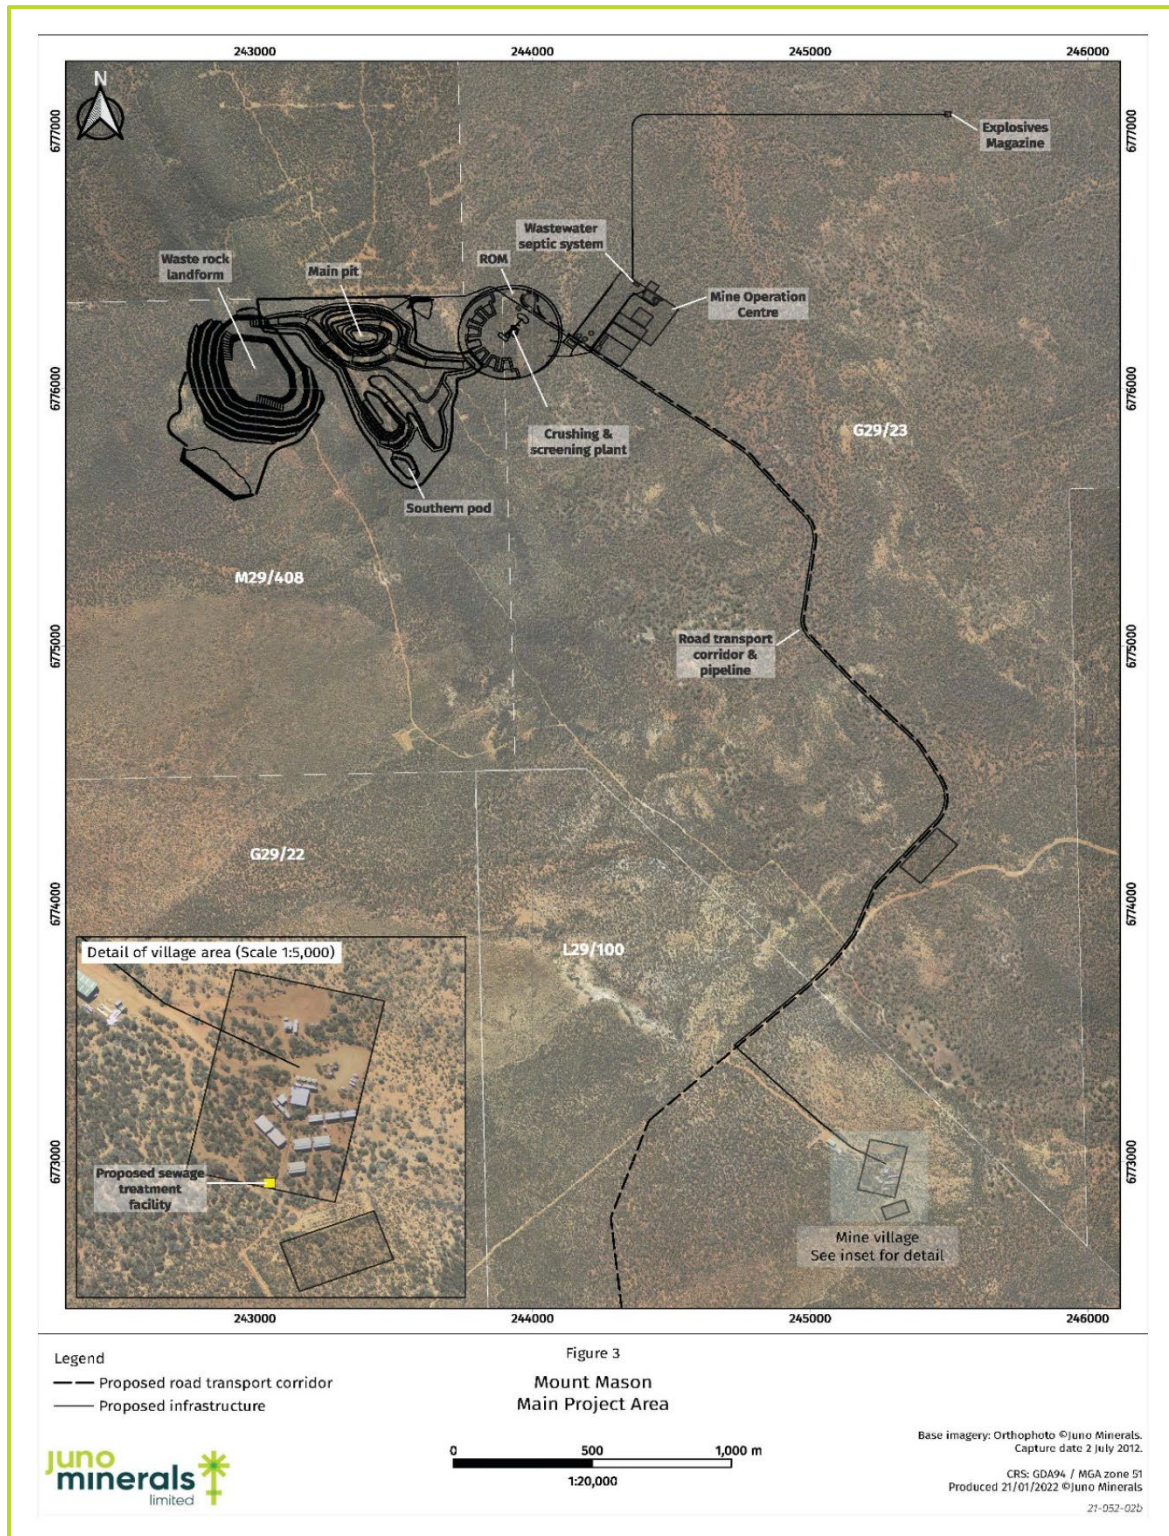 243000
244000
245000
246000
N
6777000
6777000
Explosives
Magazine
Wastewater
septic system
Waste rock
landform
Main pit
ROM
Mine Operation
Centre
6776000
6776000
G29/23
Crushing &
screening plant
Southern pod
M29/408
6775000
6775000
Road transport
corridor &
pipeline
G29/22
6774000
6774000
L29/100
Detail of village area (Scale 1:5,000)
6773000
6773000
Proposed sewage
treatment
facility
Mine village
See inset for detail
243000
244000
245000
246000
Legend
Proposed road transport corridor
Proposed infrastructure
Figure 3
Mount Mason
Main Project Area
0
500
1,000 m
1:20,000
juno
minerals
limited
Base imagery: Orthophoto ©Juno Minerals.
Capture date 2 July 2012.
CRS: GDA94 / MGA zone 51
Produced 21/01/2022 ©Juno Minerals
21-052-02b